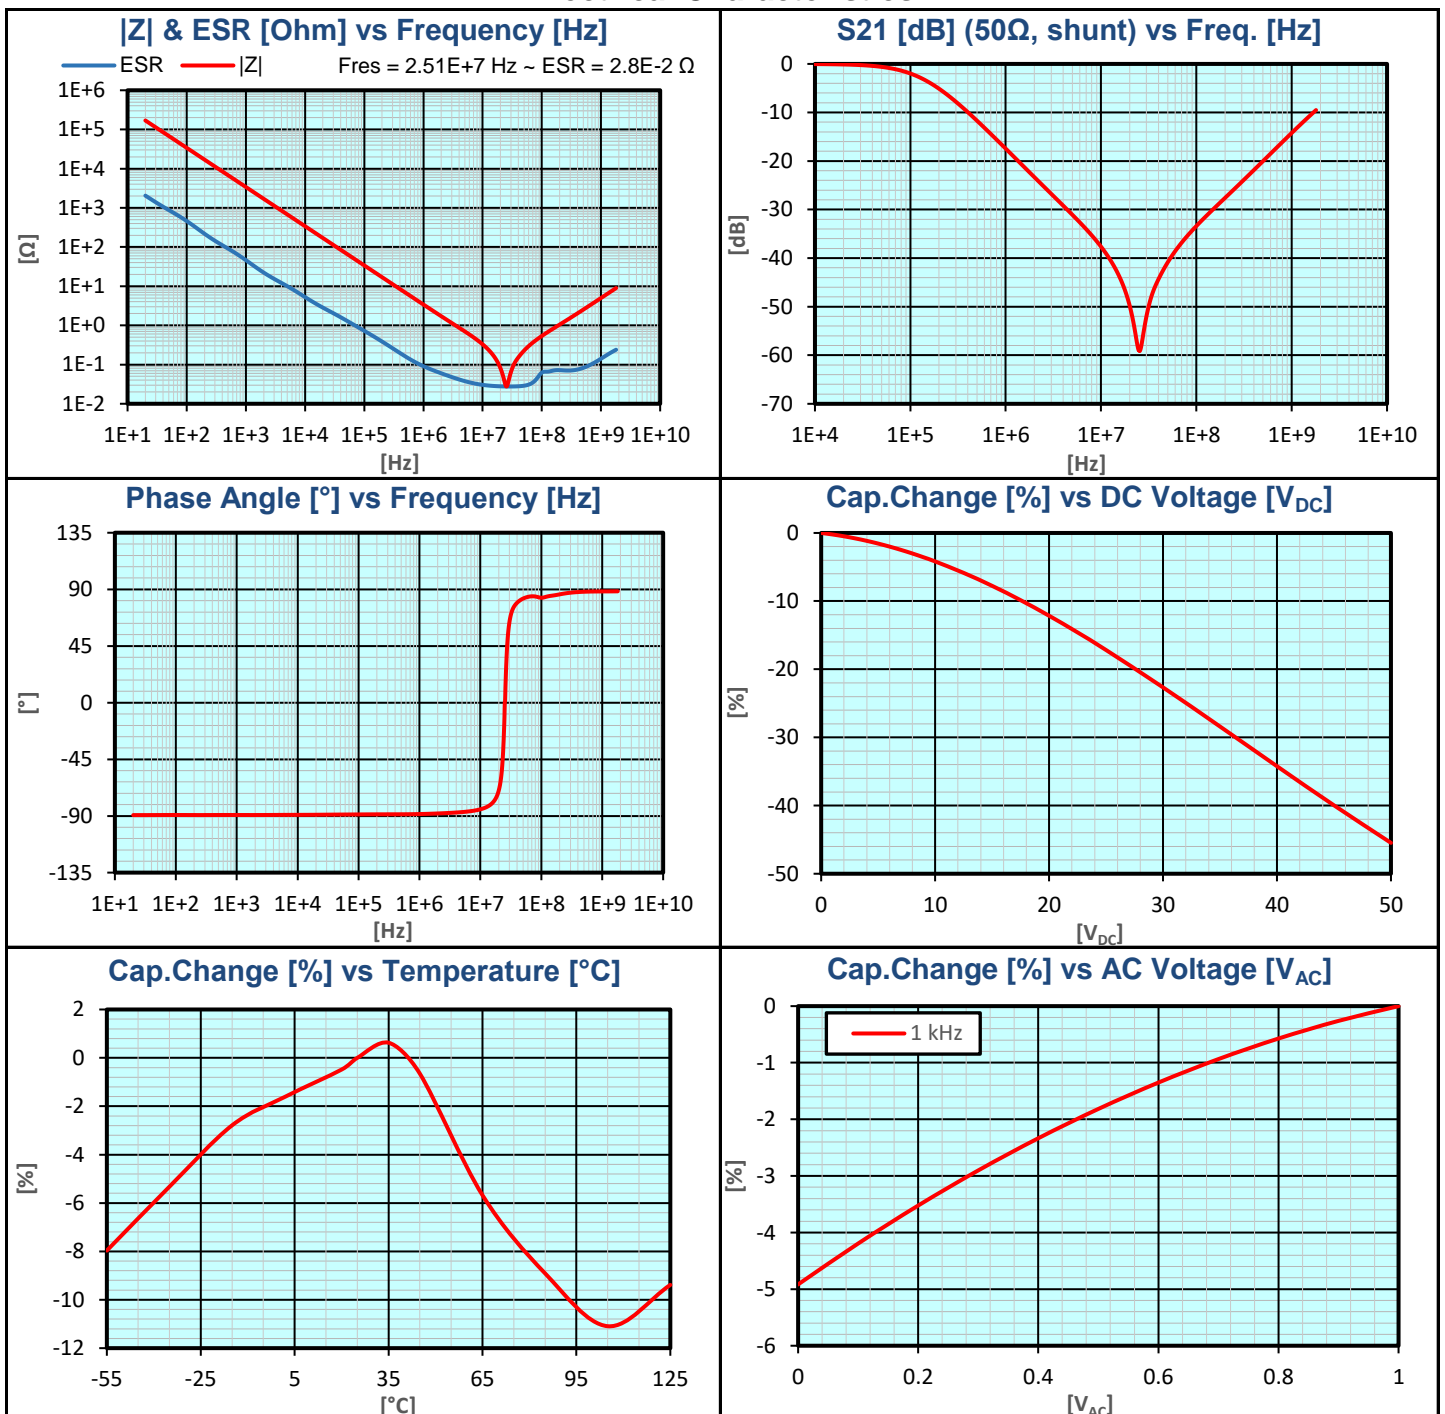 |Z| & ESR [Ohm] vs Frequency [Hz]
ESR |Z| Fres = 2.51E+7 Hz ~ ESR = 2.8E-2 Ω
1E+6
1E+5
1E+4
1E+3
1E+2
1E+1
1E+0
1E-1
1E-2
[Ω]
1E+1 1E+2 1E+3 1E+4 1E+5 1E+6 1E+7 1E+8 1E+9 1E+10
[Hz]
S21 [dB] (50Ω, shunt) vs Freq. [Hz]
0
-10
-20
-30
-40
-50
-60
-70
[dB]
1E+4 1E+5 1E+6 1E+7 1E+8 1E+9 1E+10
[Hz]
Phase Angle [°] vs Frequency [Hz]
135
90
45
0
-45
-90
-135
[°]
1E+1 1E+2 1E+3 1E+4 1E+5 1E+6 1E+7 1E+8 1E+9 1E+10
[Hz]
Cap.Change [%] vs DC Voltage [VDC]
0
-10
-20
-30
-40
-50
[%]
0 10 20 30 40 50
[VDC]
Cap.Change [%] vs Temperature [°C]
2
0
-2
-4
-6
-8
-10
-12
[%]
-55 -25 5 35 65 95 125
[°C]
Cap.Change [%] vs AC Voltage [VAC]
1 kHz
0
-1
-2
-3
-4
-5
-6
[%]
0 0.2 0.4 0.6 0.8 1
[VAC]